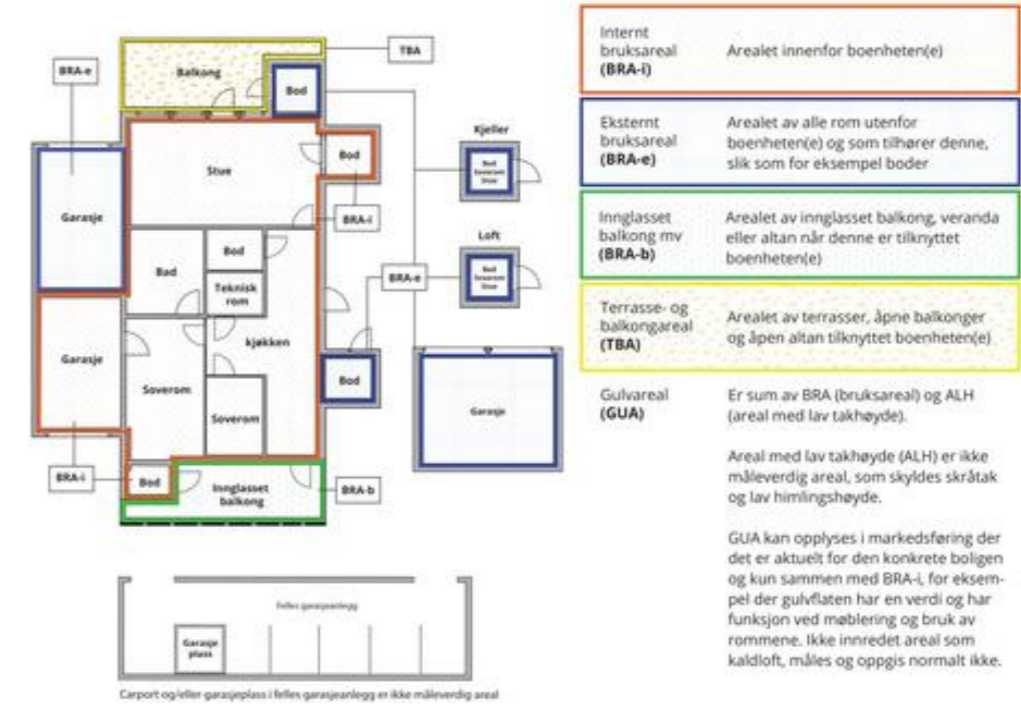 TBA
BRA-e
Balkong
Bod
Kjeller
Bod
Soverom
Stue
Stue
Bod
Garasje
BRA-i
Loft
Bod
Bad
BRA-e
Bod
Soverom
Stue
Teknisk
rom
Garasje
kjøkken
Bod
Soverom
Soverom
Garasje
BRA-i
Bod
Innglasset
balkong
BRA-b
Felles garasjeanlegg
Garasje
plass
Carport og/eller garasjeplass i felles garasjeanlegg er ikke måleverdig areal
Internt
bruksareal
(BRA-i)
Arealet innenfor boenheten(e)
Eksternt
bruksareal
(BRA-e)
Arealet av alle rom utenfor
boenheten(e) og som tilhører denne,
slik som for eksempel boder
Innglasset
balkong mv
(BRA-b)
Arealet av innglasset balkong, veranda
eller altan når denne er tilknyttet
boenheten(e)
Terrasse- og
balkongareal
(TBA)
Arealet av terrasser, åpne balkonger
og åpen altan tilknyttet boenheten(e)
Gulvareal
(GUA)
Er sum av BRA (bruksareal) og ALH
(areal med lav takhøyde).
Areal med lav takhøyde (ALH) er ikke
måleverdig areal, som skyldes skråtak
og lav himlingshøyde.
GUA kan opplyses i markedsføring der
det er aktuelt for den konkrete boligen
og kun sammen med BRA-i, for eksem-
pel der gulvflaten har en verdi og har
funksjon ved møblering og bruk av
rommene. Ikke innredet areal som
kaldloft, måles og oppgis normalt ikke.